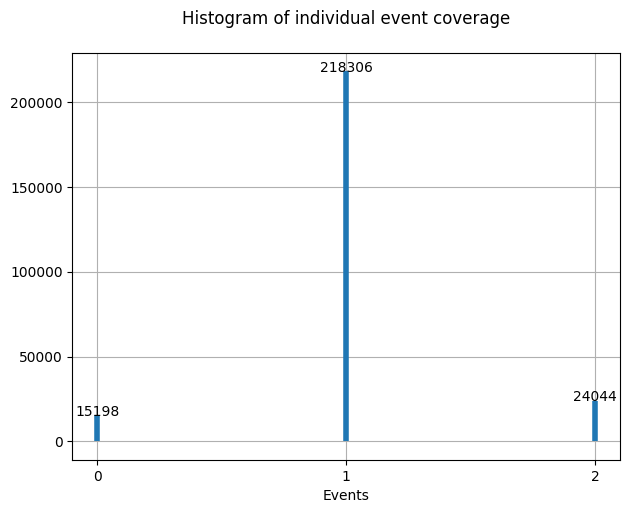 Histogram of individual event coverage
218306
200000
150000
100000
50000
24044
15198
0
0 1 2
Events